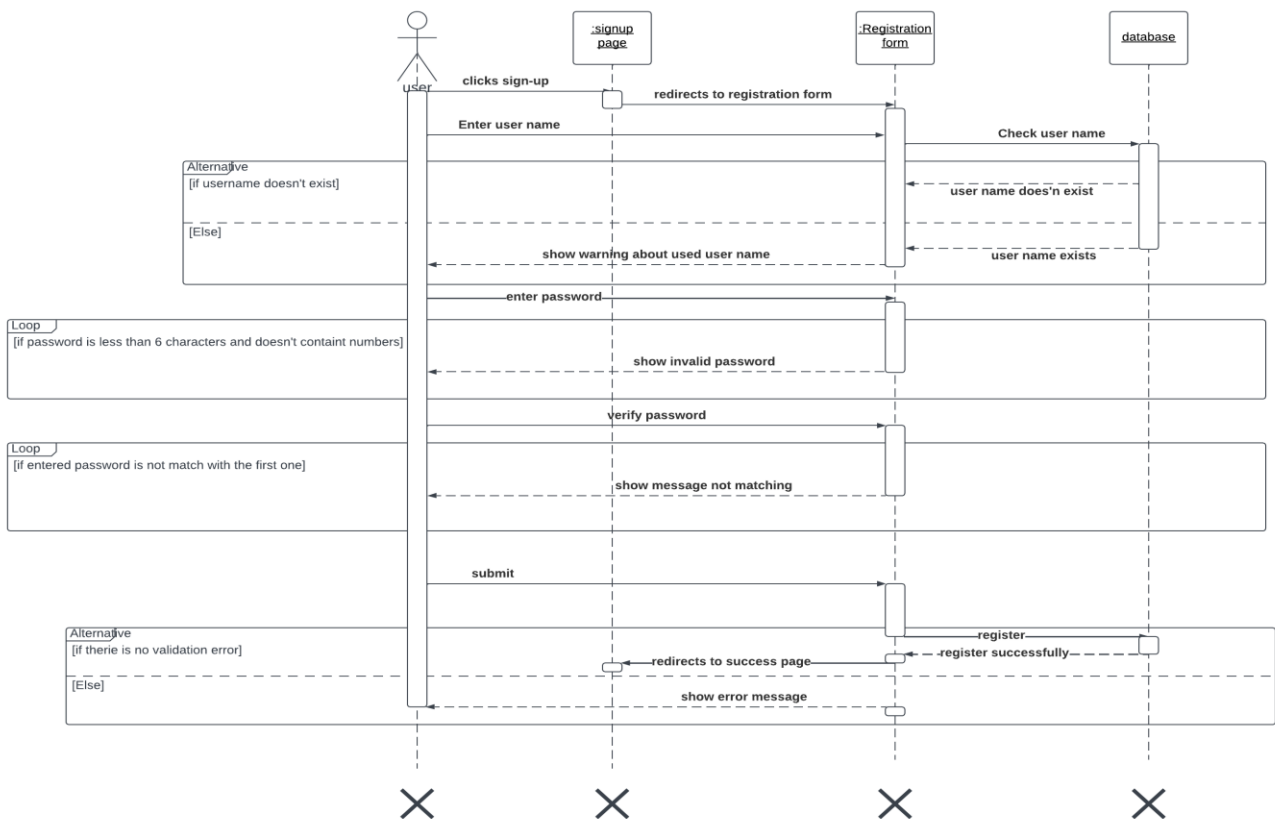 :signup
page
:Registration
form
database
user
clicks sign-up
redirects to registration form
Enter user name
Check user name
Alternative
[if username doesn't exist]
user name does'n exist
[Else]
show warning about used user name
user name exists
enter password
Loop
[if password is less than 6 characters and doesn't containt numbers]
show invalid password
verify password
Loop
[if entered password is not match with the first one]
show message not matching
submit
Alternative
[if therie is no validation error]
register
register successfully
redirects to success page
[Else]
show error message